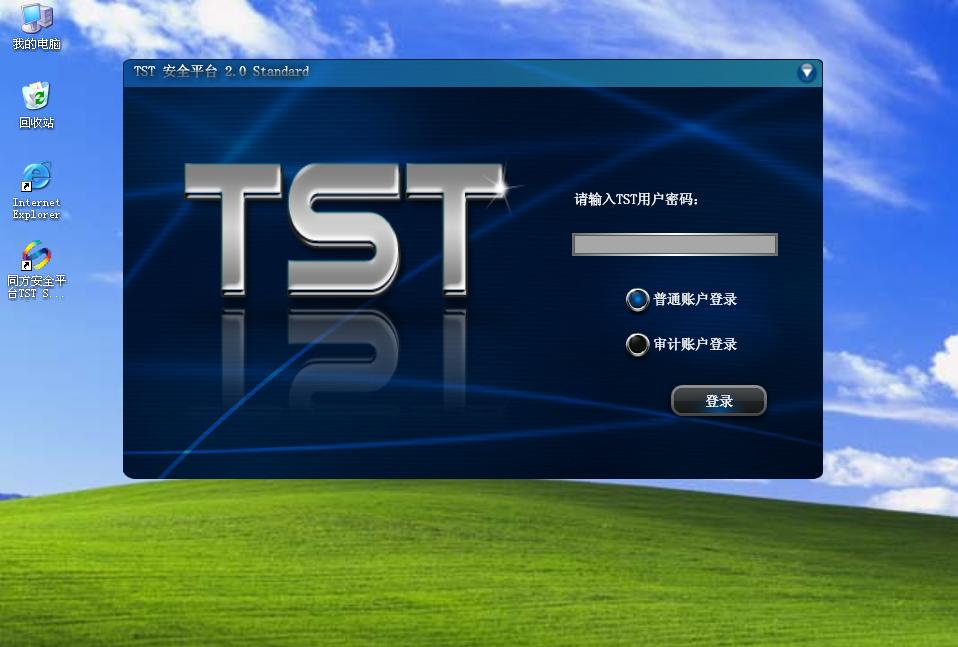 我的电脑
回收站
Internet
Explorer
同方安全平
台TST S...
TST 安全平台 2.0 Standard
TST
请输入TST用户密码：
普通账户登录
审计账户登录
登录